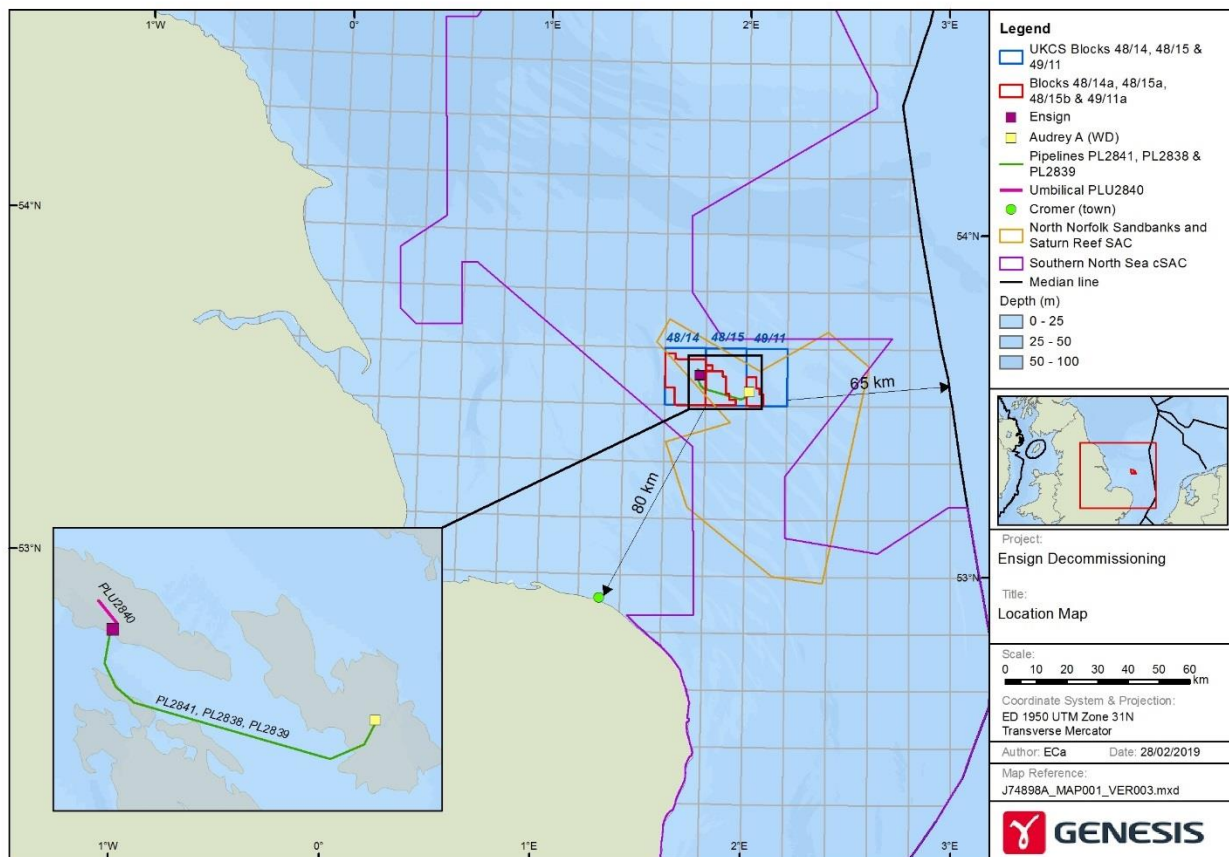 1°W
0°
1°E
2°E
3°E
54°N
54°N
53°N
53°N
48/14
48/15
49/11
65 km
80 km
PLU2840
PL2841, PL2838, PL2839
1°W
0°
1°E
2°E
3°E
Legend
UKCS Blocks 48/14, 48/15 &
49/11
Blocks 48/14a, 48/15a,
48/15b & 49/11a
Ensign
Audrey A (WD)
Pipelines PL2841, PL2838 &
PL2839
Umbilical PLU2840
Cromer (town)
North Norfolk Sandbanks and
Saturn Reef SAC
Southern North Sea cSAC
Median line
Depth (m)
0 - 25
25 - 50
50 - 100
Project:
Ensign Decommissioning
Title:
Location Map
Scale:
0 10 20 30 40 50 60
km
Coordinate System & Projection:
ED 1950 UTM Zone 31N
Transverse Mercator
Author: ECa Date: 28/02/2019
Map Reference:
J74898A_MAP001_VER003.mxd
GENESIS